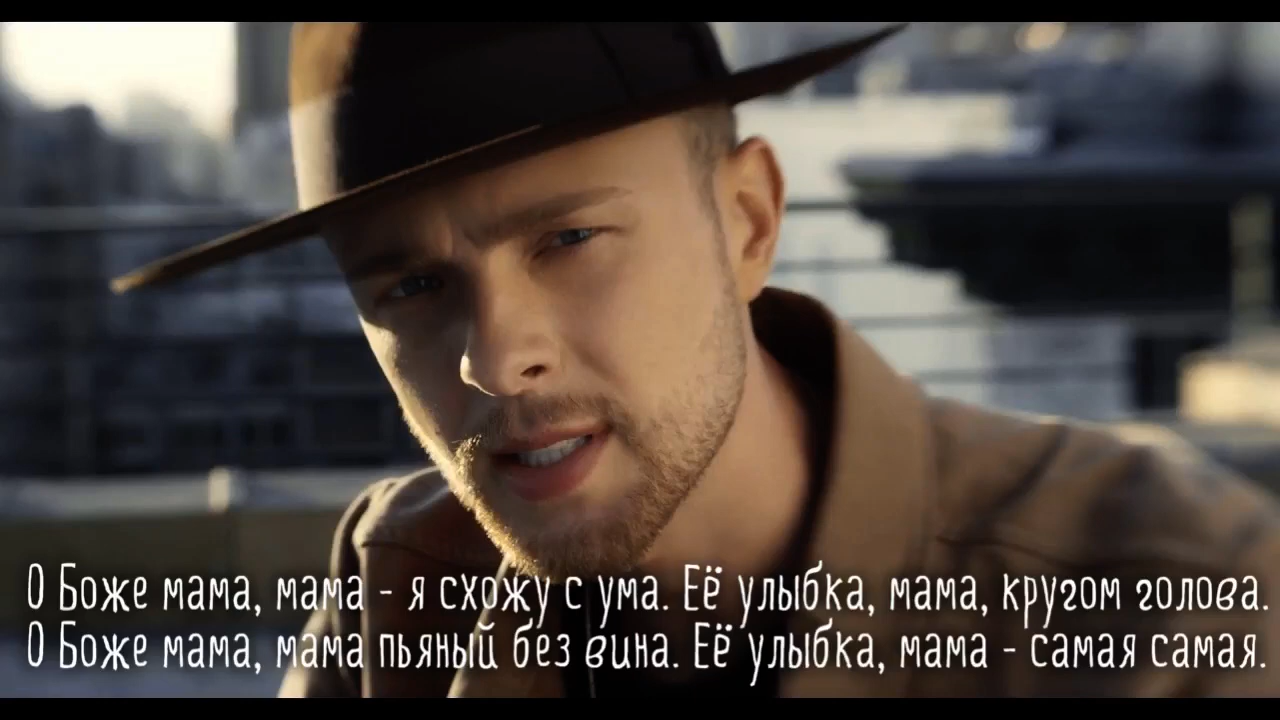 О Боже мама, мама - я схожу с ума. Её улыбка, мама, кругом голова.
О Боже мама, мама пьяный без вина. Её улыбка, мама - самая самая.